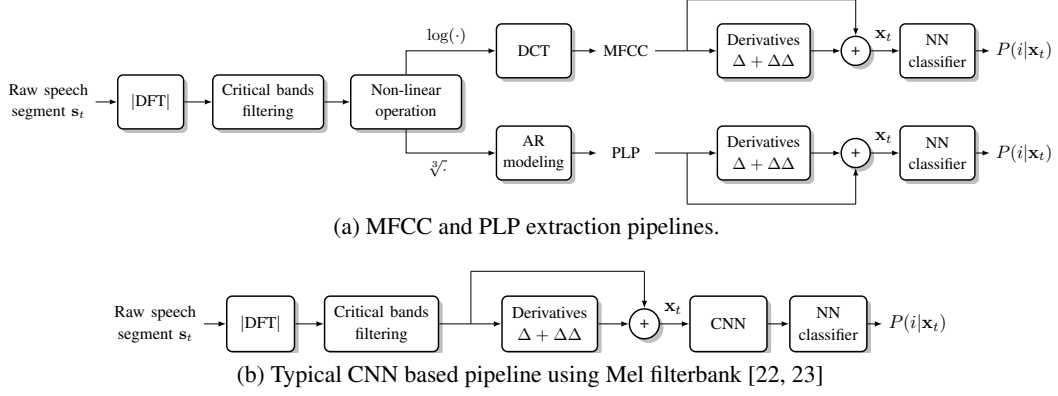 Raw speech
segment s_t
|DFT|
Critical bands
filtering
Non-linear
operation
log(·)
DCT
MFCC
Derivatives
Δ + ΔΔ
+
x_t
NN
classifier
P(i|x_t)
∛·
AR
modeling
PLP
Derivatives
Δ + ΔΔ
+
x_t
NN
classifier
P(i|x_t)
(a) MFCC and PLP extraction pipelines.
Raw speech
segment s_t
|DFT|
Critical bands
filtering
Derivatives
Δ + ΔΔ
+
x_t
CNN
NN
classifier
P(i|x_t)
(b) Typical CNN based pipeline using Mel filterbank [22, 23]